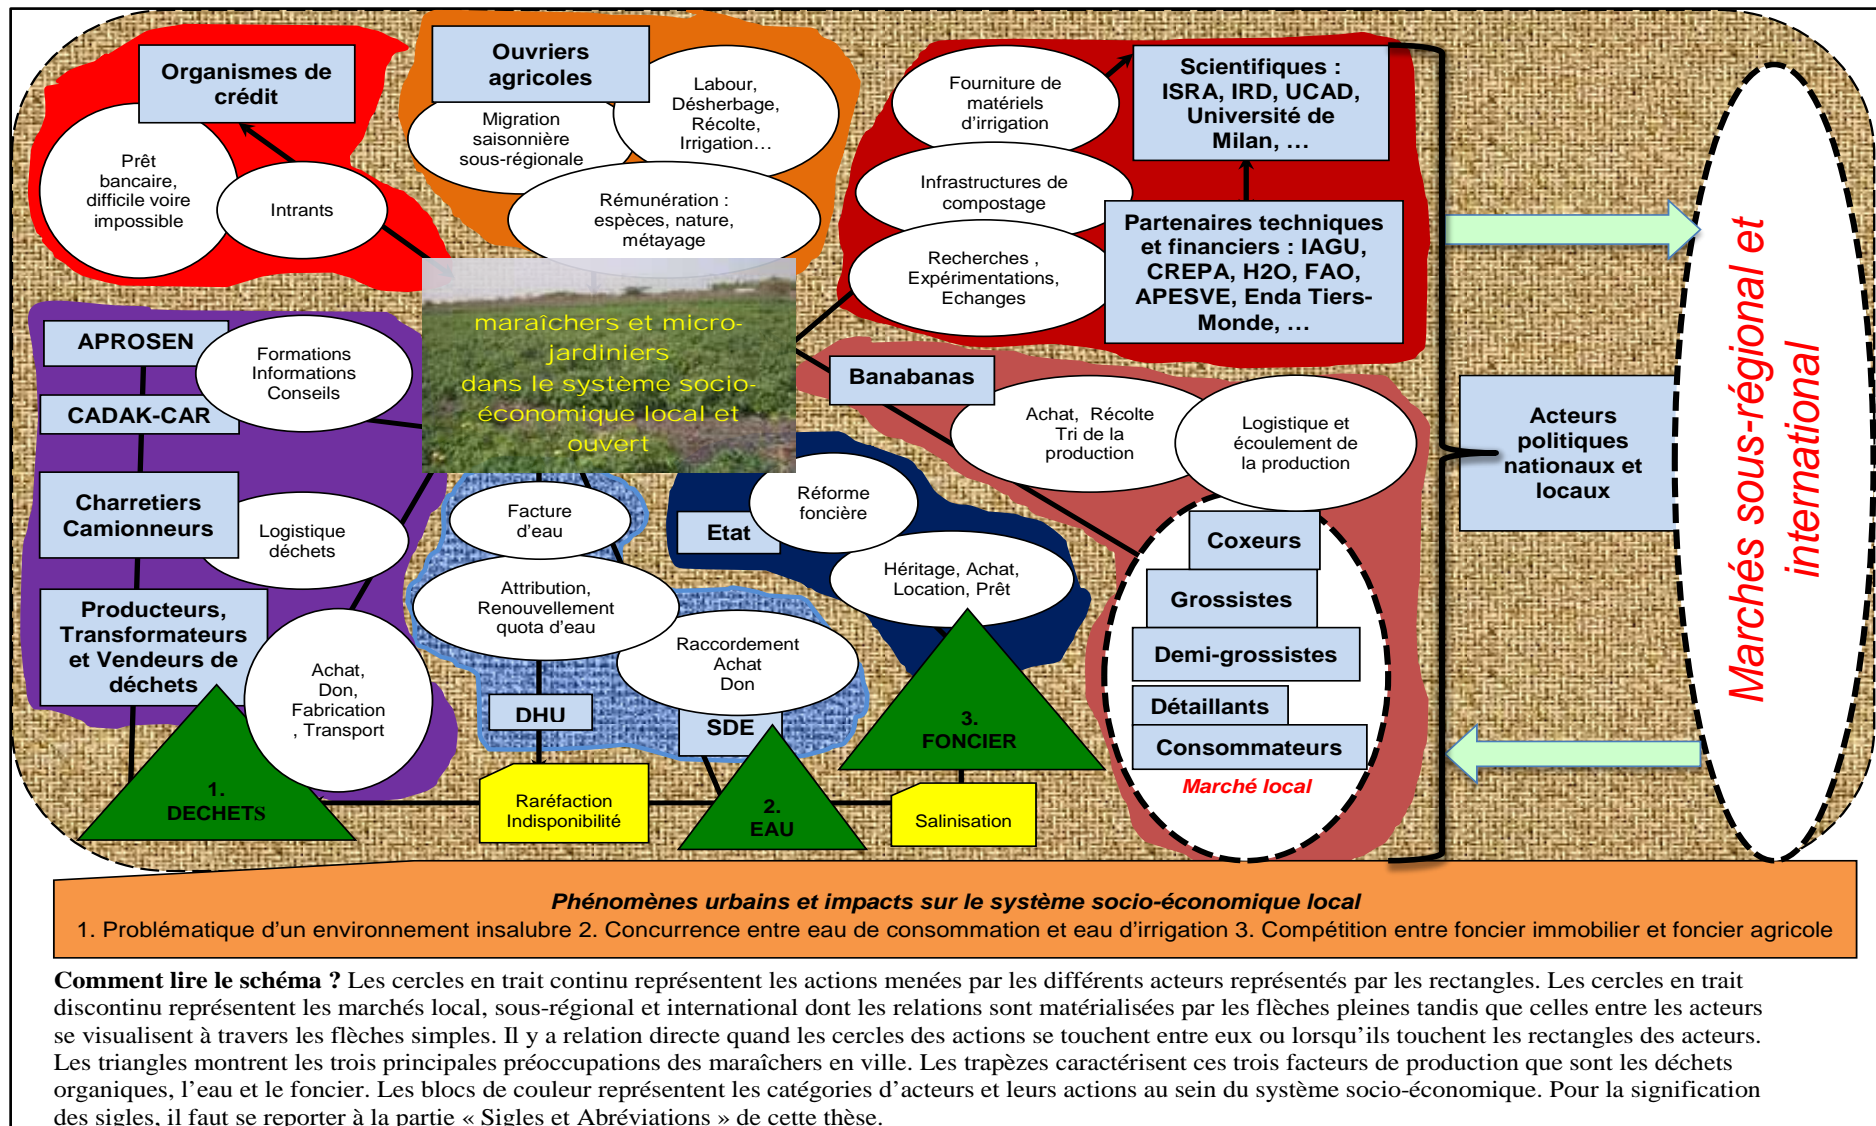 Organismes de
crédit
Prêt
bancaire,
difficile voire
impossible
Intrants
Ouvriers
agricoles
Migration
saisonnière
sous-régionale
Labour,
Désherbage,
Récolte,
Irrigation…
Rémunération :
espèces, nature,
métayage
Fourniture de
matériels
d’irrigation
Infrastructures de
compostage
Recherches ,
Expérimentations,
Echanges
Scientifiques :
ISRA, IRD, UCAD,
Université de
Milan, …
Partenaires techniques
et financiers : IAGU,
CREPA, H2O, FAO,
APESVE, Enda Tiers-
Monde, …
maraîchers et micro-
jardiniers
dans le système socio-
économique local et
ouvert
APROSEN
CADAK-CAR
Charretiers
Camionneurs
Producteurs,
Transformateurs
et Vendeurs de
déchets
Formations
Informations
Conseils
Logistique
déchets
Achat,
Don,
Fabrication
, Transport
1.
DECHETS
Facture
d’eau
Attribution,
Renouvellement
quota d’eau
Raccordement
Achat
Don
DHU
SDE
Raréfaction
Indisponibilité
2.
EAU
Etat
Réforme
foncière
Héritage, Achat,
Location, Prêt
3.
FONCIER
Salinisation
Banabanas
Achat, Récolte
Tri de la
production
Logistique et
écoulement de
la production
Coxeurs
Grossistes
Demi-grossistes
Détaillants
Consommateurs
Marché local
Acteurs
politiques
nationaux et
locaux
Marchés sous-régional et
international
Phénomènes urbains et impacts sur le système socio-économique local
1. Problématique d’un environnement insalubre 2. Concurrence entre eau de consommation et eau d’irrigation 3. Compétition entre foncier immobilier et foncier agricole
Comment lire le schéma ? Les cercles en trait continu représentent les actions menées par les différents acteurs représentés par les rectangles. Les cercles en trait
discontinu représentent les marchés local, sous-régional et international dont les relations sont matérialisées par les flèches pleines tandis que celles entre les acteurs
se visualisent à travers les flèches simples. Il y a relation directe quand les cercles des actions se touchent entre eux ou lorsqu’ils touchent les rectangles des acteurs.
Les triangles montrent les trois principales préoccupations des maraîchers en ville. Les trapèzes caractérisent ces trois facteurs de production que sont les déchets
organiques, l’eau et le foncier. Les blocs de couleur représentent les catégories d’acteurs et leurs actions au sein du système socio-économique. Pour la signification
des sigles, il faut se reporter à la partie « Sigles et Abréviations » de cette thèse.